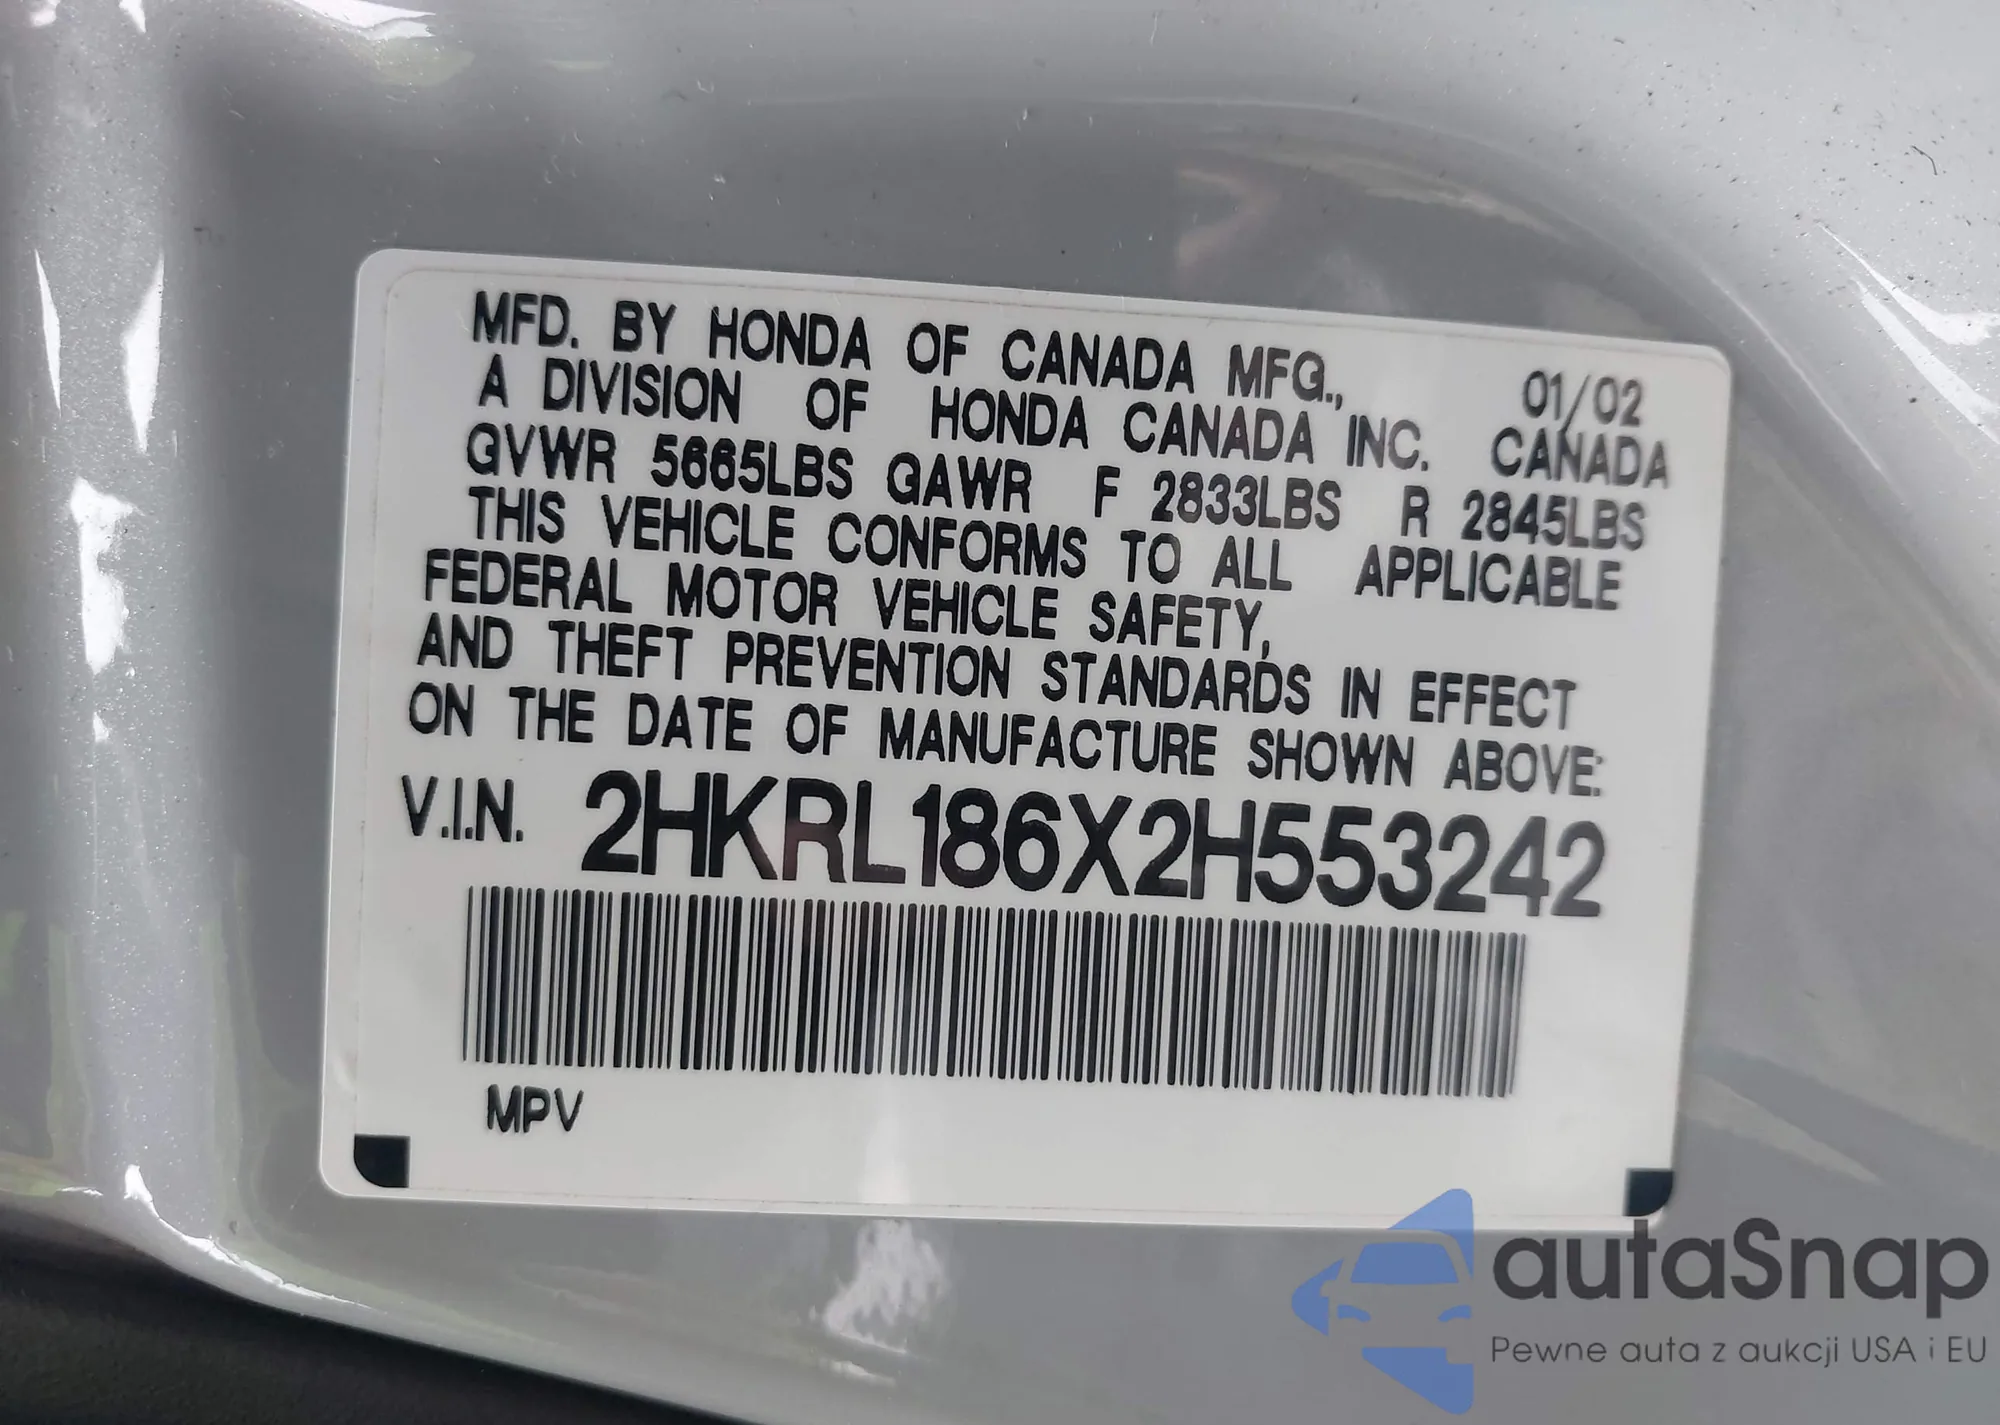 MFD. BY HONDA OF CANADA MFG., 01/02
A DIVISION OF HONDA CANADA INC. CANADA
GVWR 5665LBS GAWR F 2833LBS R 2845LBS
THIS VEHICLE CONFORMS TO ALL APPLICABLE
FEDERAL MOTOR VEHICLE SAFETY,
AND THEFT PREVENTION STANDARDS IN EFFECT
ON THE DATE OF MANUFACTURE SHOWN ABOVE:
V.I.N. 2HKRL186X2H553242
MPV
autaSnap
Pewne auta z aukcji USA i EU